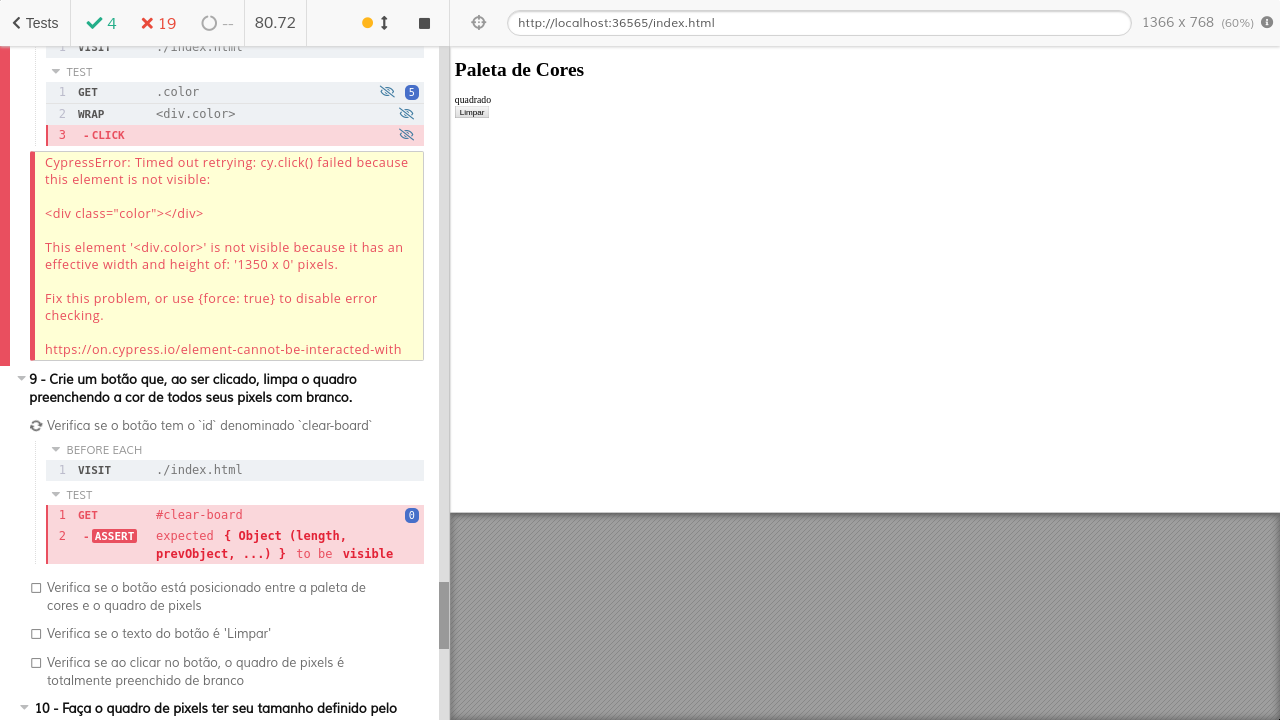 Tests 4 19 -- 80.72 http://localhost:36565/index.html 1366 x 768 (60%)
1 VISIT ./index.html
TEST
1 GET .color 5
2 WRAP <div.color>
3 - CLICK
CypressError: Timed out retrying: cy.click() failed because
this element is not visible:
<div class="color"></div>
This element '<div.color>' is not visible because it has an
effective width and height of: '1350 x 0' pixels.
Fix this problem, or use {force: true} to disable error
checking.
https://on.cypress.io/element-cannot-be-interacted-with
9 - Crie um botão que, ao ser clicado, limpa o quadro
preenchendo a cor de todos seus pixels com branco.
Verifica se o botão tem o `id` denominado `clear-board`
BEFORE EACH
1 VISIT ./index.html
TEST
1 GET #clear-board 0
2 - ASSERT expected { Object (length,
prevObject, ...) } to be visible
Verifica se o botão está posicionado entre a paleta de
cores e o quadro de pixels
Verifica se o texto do botão é 'Limpar'
Verifica se ao clicar no botão, o quadro de pixels é
totalmente preenchido de branco
10 - Faça o quadro de pixels ter seu tamanho definido pelo
Paleta de Cores
quadrado
Limpar